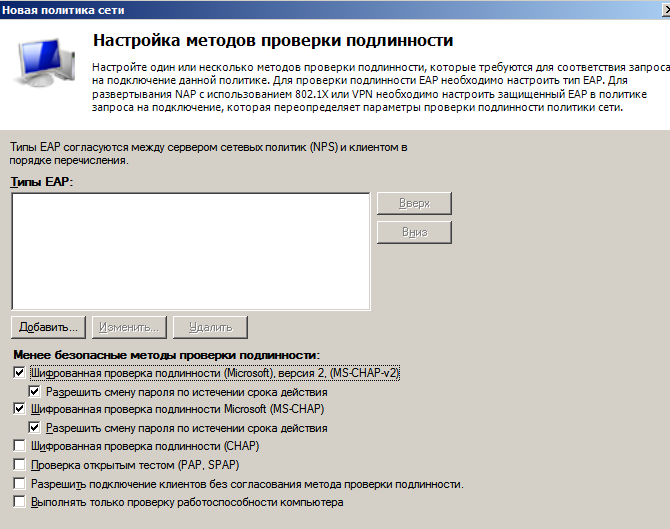 Новая политика сети
Настройка методов проверки подлинности
Настройте один или несколько методов проверки подлинности, которые требуются для соответствия запроса
на подключение данной политике. Для проверки подлинности EAP необходимо настроить тип EAP. Для
развертывания NAP с использованием 802.1X или VPN необходимо настроить защищенный EAP в политике
запроса на подключение, которая переопределяет параметры проверки подлинности политики сети.
Типы EAP согласуются между сервером сетевых политик (NPS) и клиентом в
порядке перечисления.
Типы EAP:
Вверх
Вниз
Добавить...
Изменить...
Удалить
Менее безопасные методы проверки подлинности:
Шифрованная проверка подлинности (Microsoft), версия 2, (MS-CHAP-v2)
Разрешить смену пароля по истечении срока действия
Шифрованная проверка подлинности Microsoft (MS-CHAP)
Разрешить смену пароля по истечении срока действия
Шифрованная проверка подлинности (CHAP)
Проверка открытым тестом (PAP, SPAP)
Разрешить подключение клиентов без согласования метода проверки подлинности.
Выполнять только проверку работоспособности компьютера